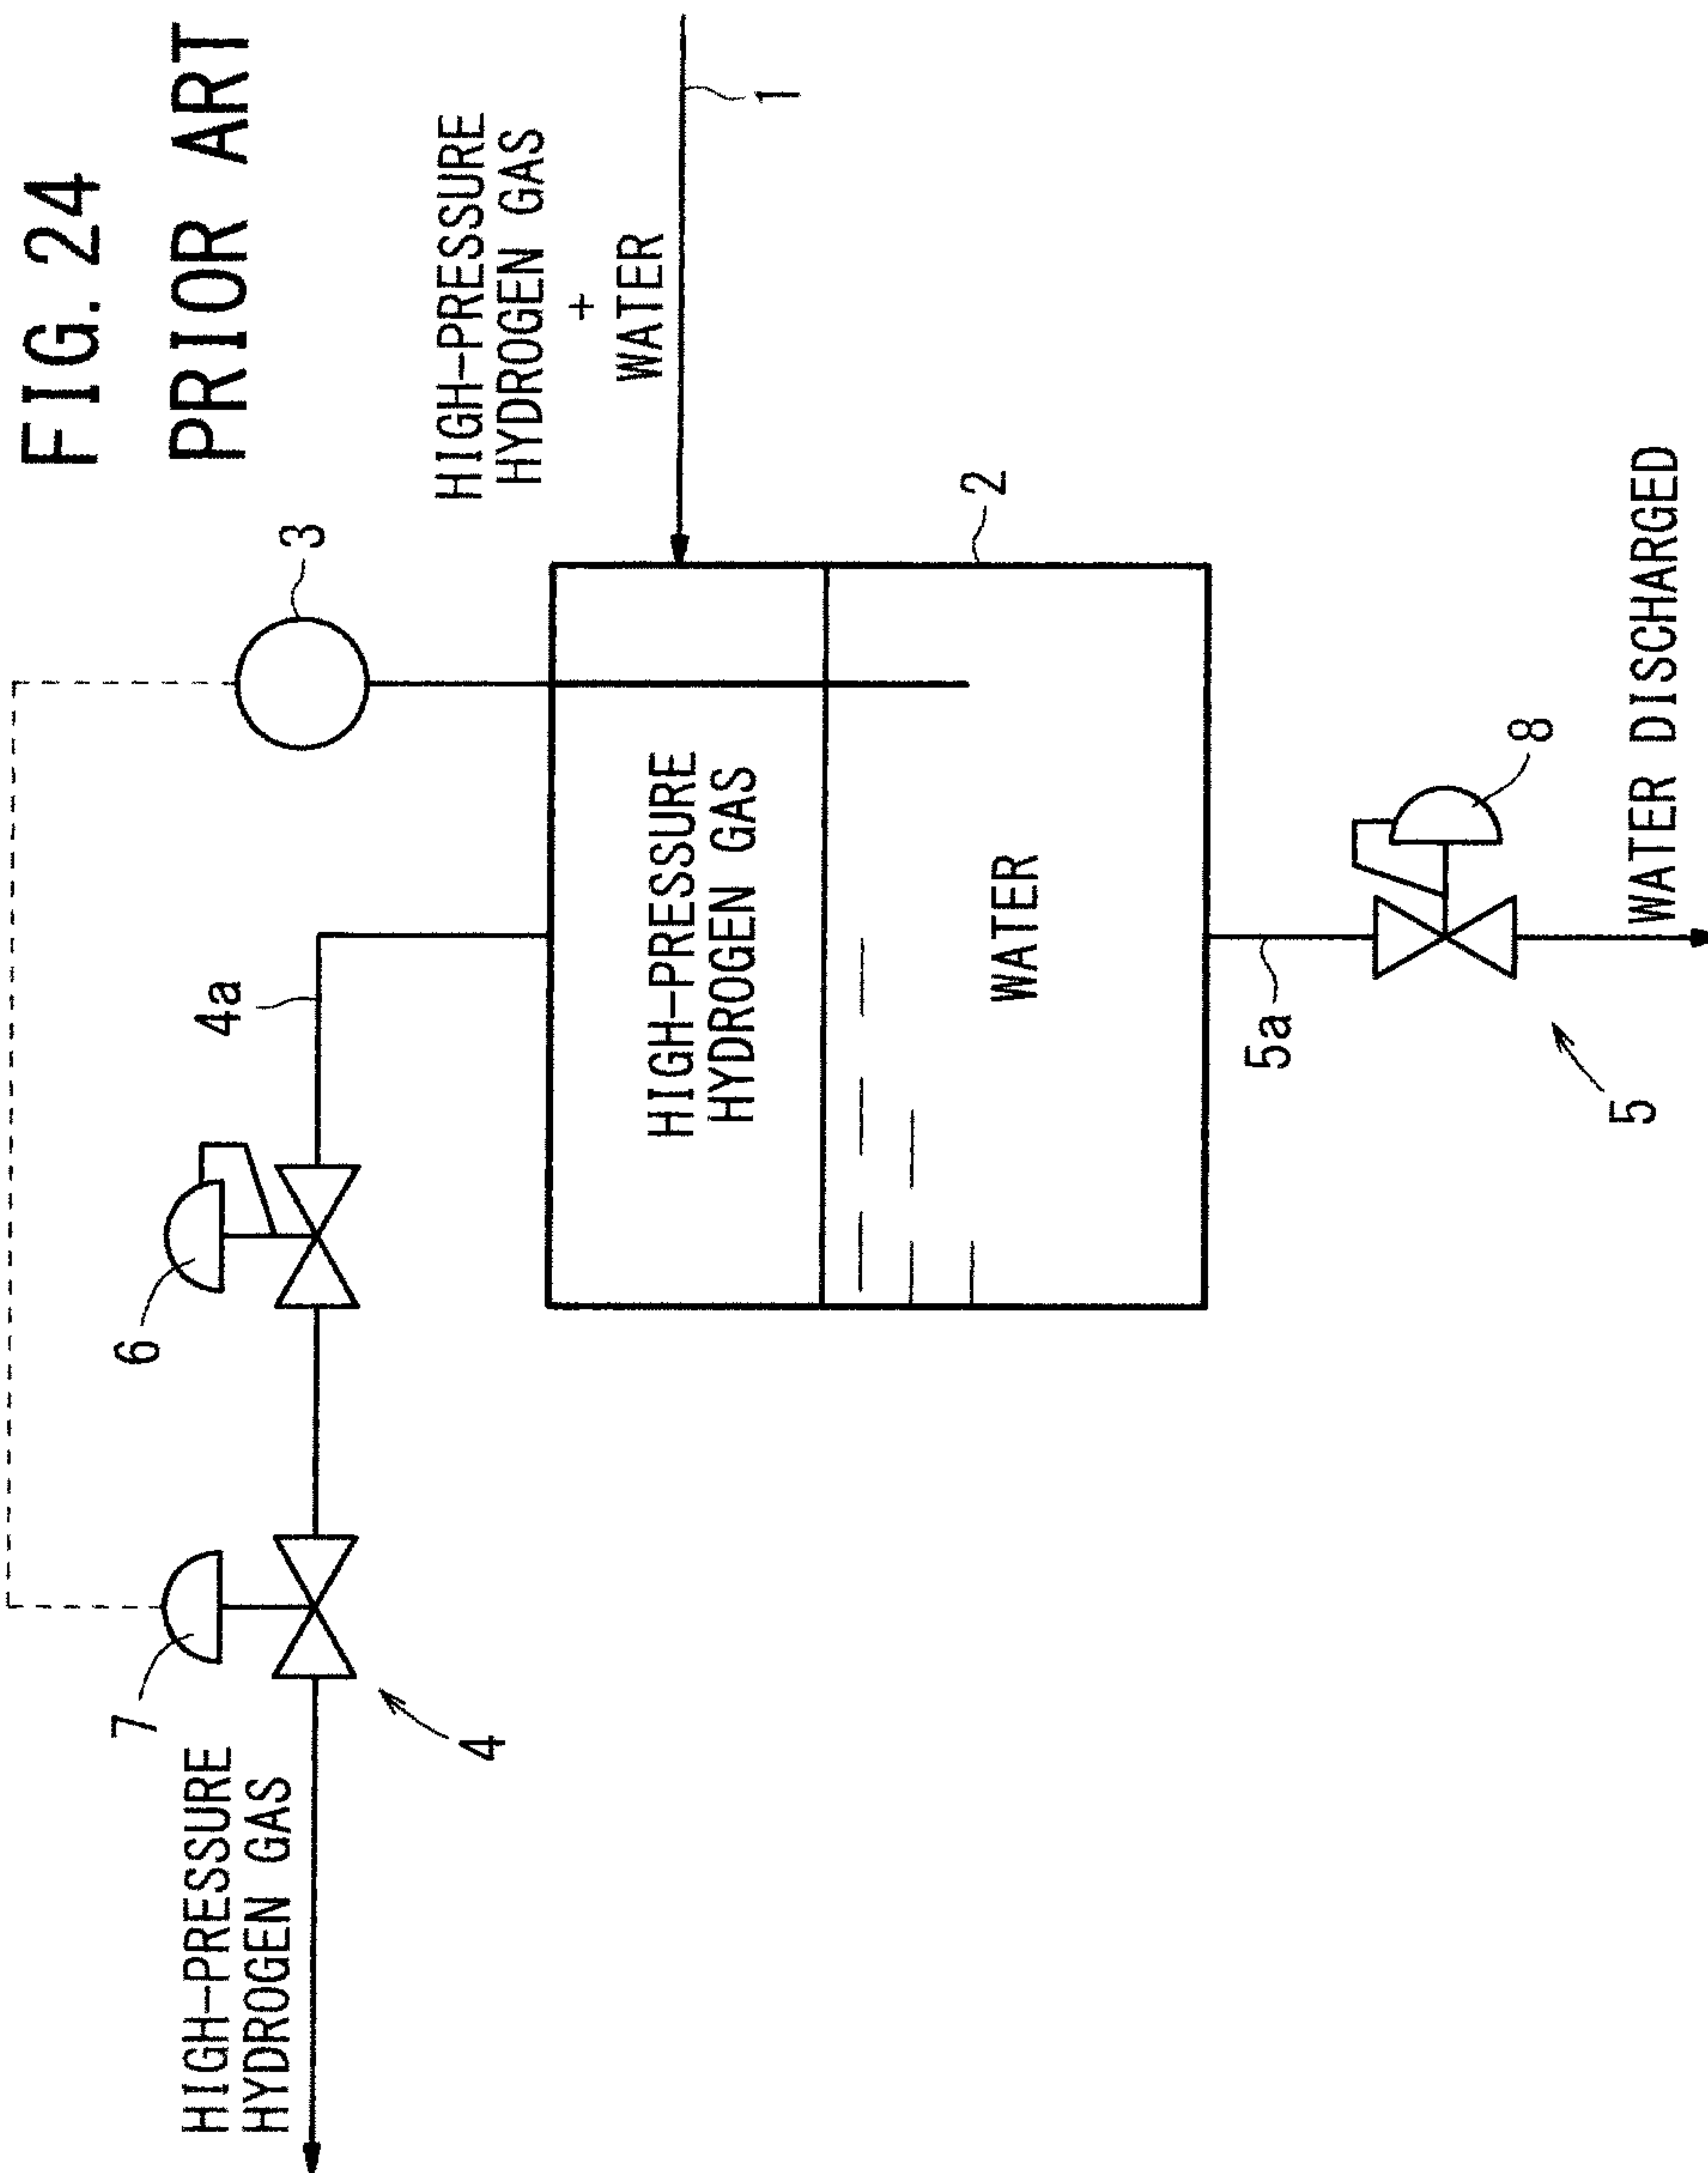 FIG. 24
PRIOR ART
HIGH-PRESSURE
HYDROGEN GAS
+
WATER
1
3
2
4a
6
7
4
HIGH-PRESSURE
HYDROGEN GAS
HIGH-PRESSURE
HYDROGEN GAS
WATER
5a
8
5
WATER DISCHARGED